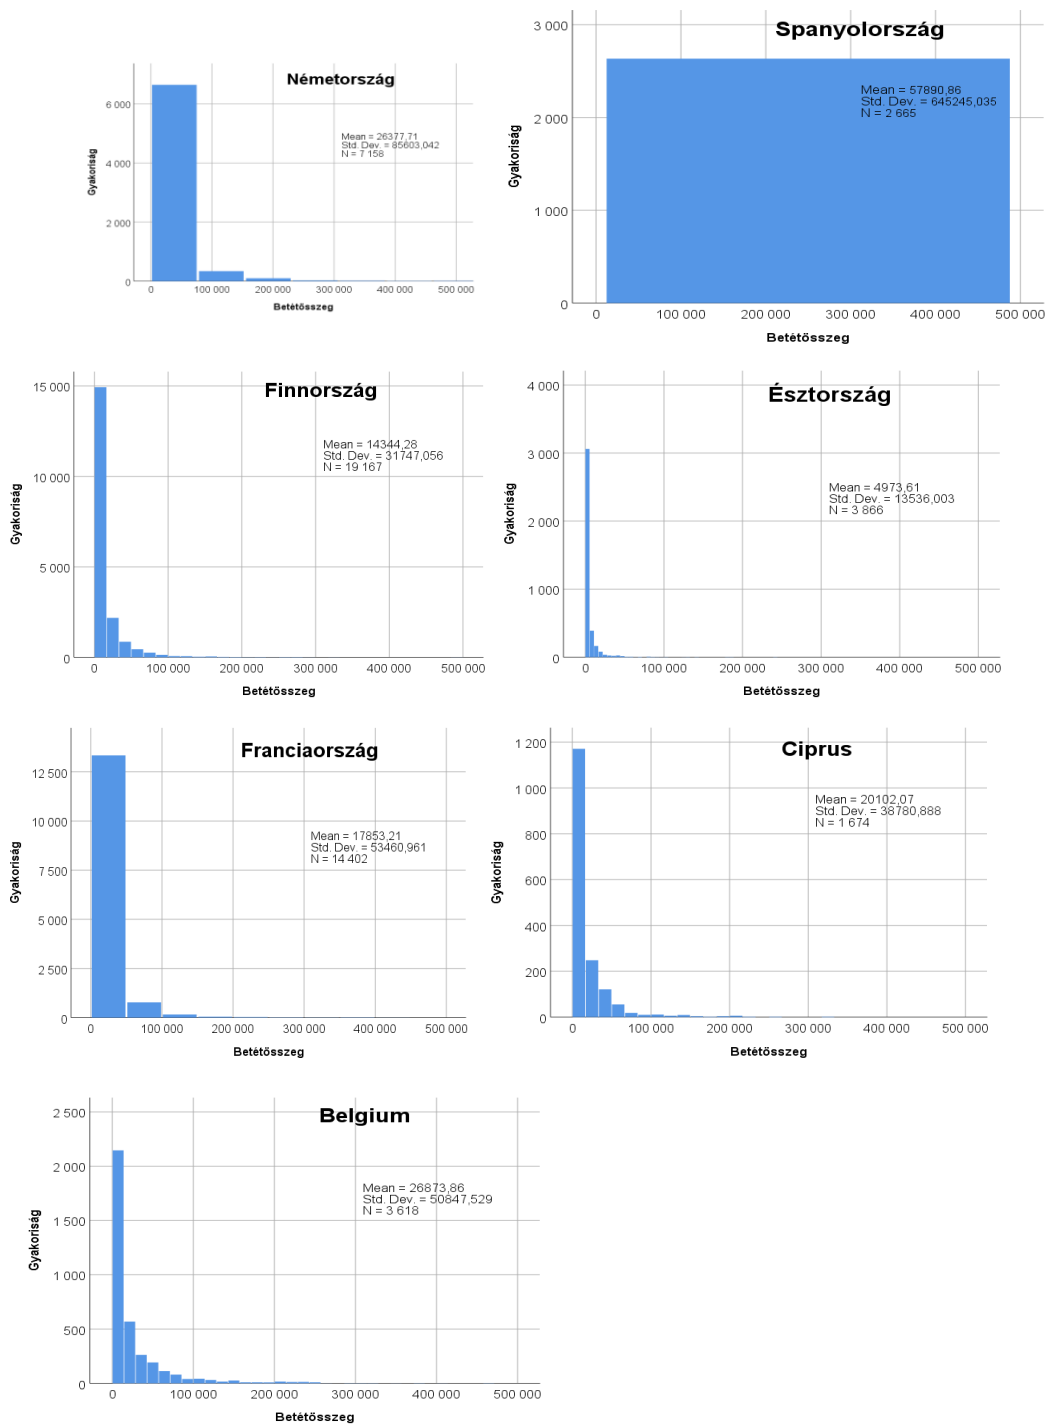 Németország
Mean = 26377,71
Std. Dev. = 85603,042
N = 7 158
Gyakoriság
6 000
4 000
2 000
0
0 100 000 200 000 300 000 400 000 500 000
Betétösszeg
Spanyolország
Mean = 57890,86
Std. Dev. = 645245,035
N = 2 665
Gyakoriság
3 000
2 000
1 000
0
0 100 000 200 000 300 000 400 000 500 000
Betétösszeg
Finnország
Mean = 14344,28
Std. Dev. = 31747,056
N = 19 167
Gyakoriság
15 000
10 000
5 000
0
0 100 000 200 000 300 000 400 000 500 000
Betétösszeg
Észtország
Mean = 4973,61
Std. Dev. = 13536,003
N = 3 866
Gyakoriság
4 000
3 000
2 000
1 000
0
0 100 000 200 000 300 000 400 000 500 000
Betétösszeg
Franciaország
Mean = 17853,21
Std. Dev. = 53460,961
N = 14 402
Gyakoriság
12 500
10 000
7 500
5 000
2 500
0
0 100 000 200 000 300 000 400 000 500 000
Betétösszeg
Ciprus
Mean = 20102,07
Std. Dev. = 38780,888
N = 1 674
Gyakoriság
1 200
1 000
800
600
400
200
0
0 100 000 200 000 300 000 400 000 500 000
Betétösszeg
Belgium
Mean = 26873,86
Std. Dev. = 50847,529
N = 3 618
Gyakoriság
2 500
2 000
1 500
1 000
500
0
0 100 000 200 000 300 000 400 000 500 000
Betétösszeg